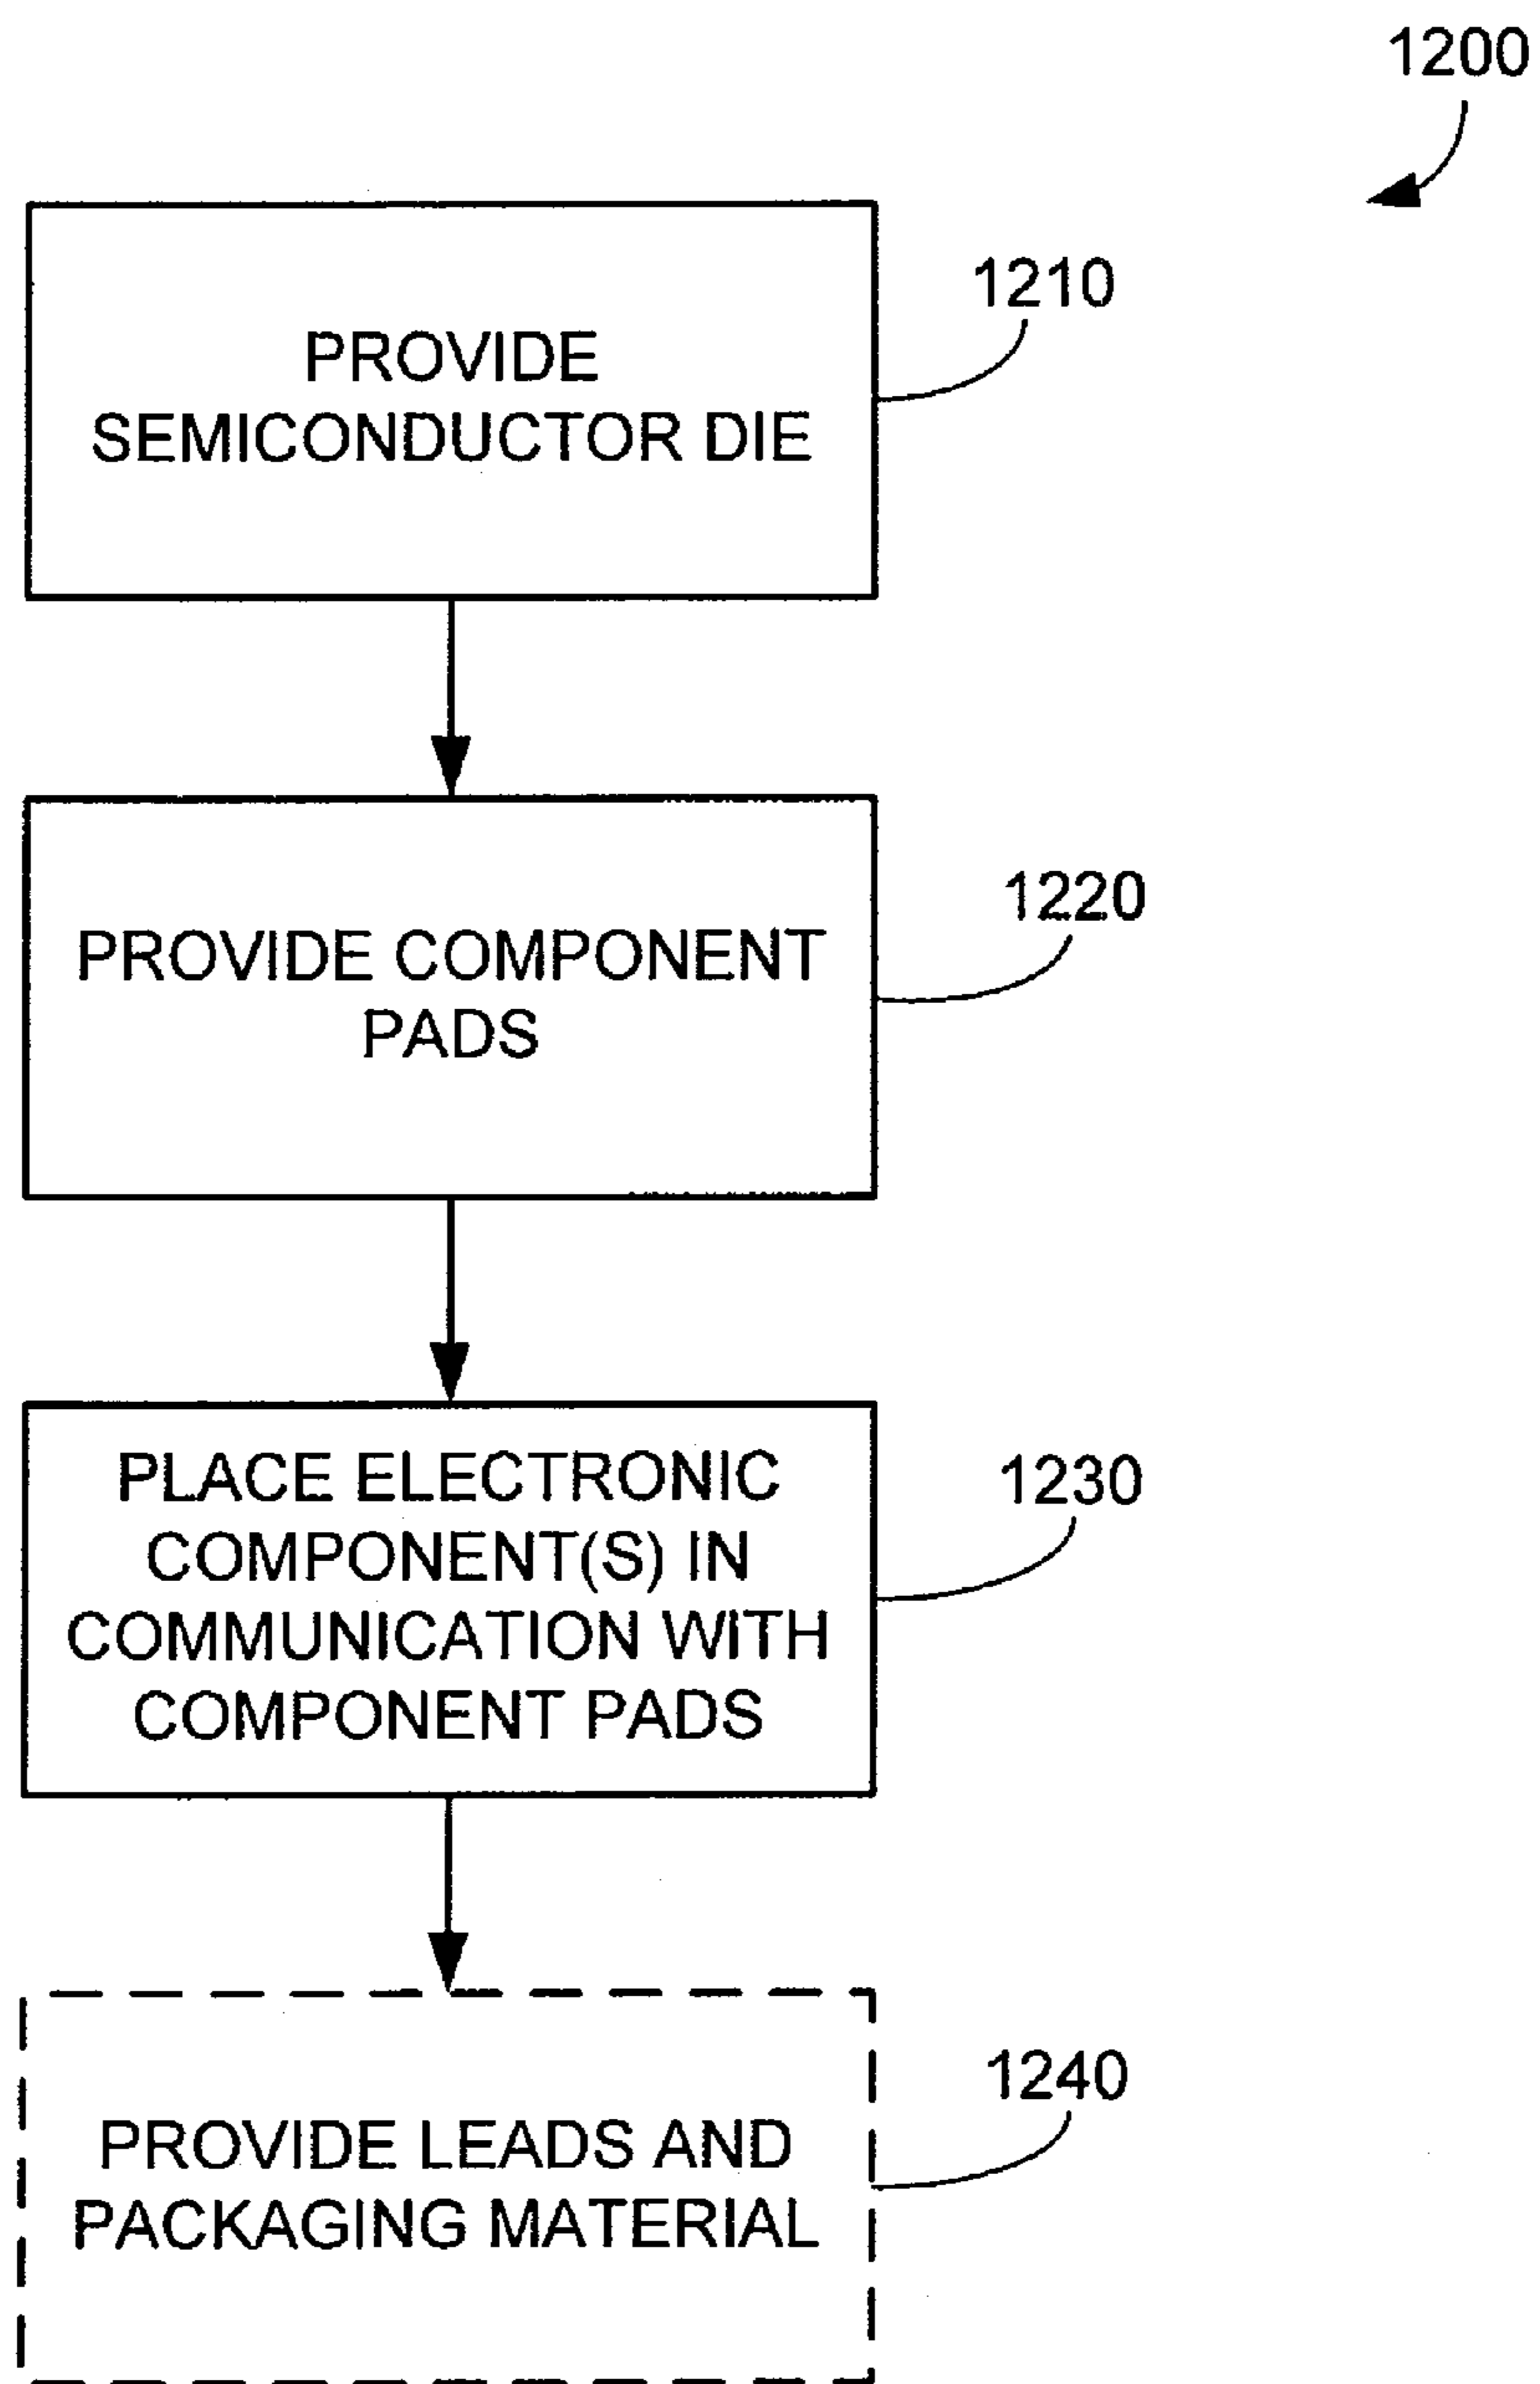 1200
1210
PROVIDE
SEMICONDUCTOR DIE
1220
PROVIDE COMPONENT
PADS
1230
PLACE ELECTRONIC
COMPONENT(S) IN
COMMUNICATION WITH
COMPONENT PADS
1240
PROVIDE LEADS AND
PACKAGING MATERIAL